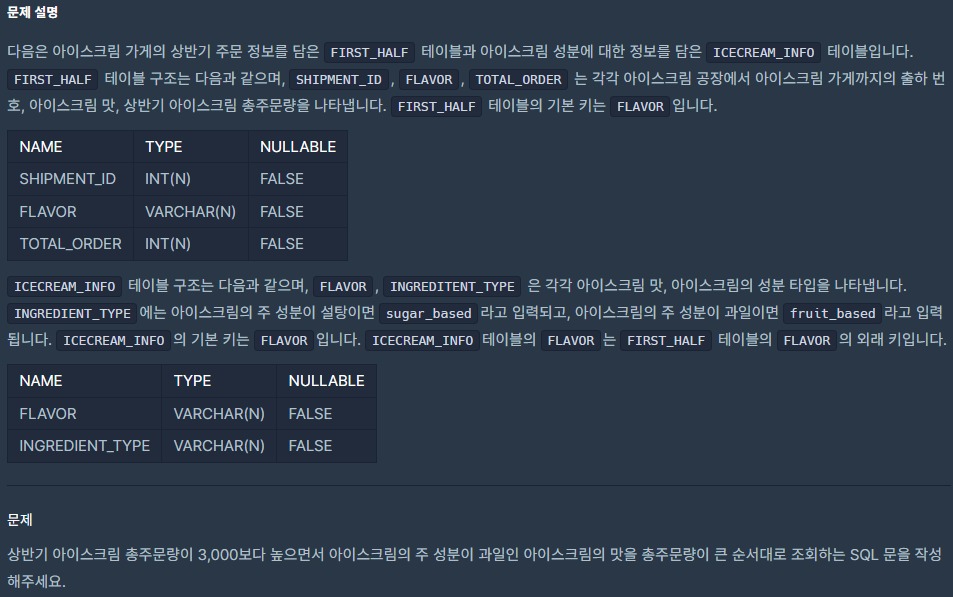 문제 설명
다음은 아이스크림 가게의 상반기 주문 정보를 담은 FIRST_HALF 테이블과 아이스크림 성분에 대한 정보를 담은 ICECREAM_INFO 테이블입니다.
FIRST_HALF 테이블 구조는 다음과 같으며, SHIPMENT_ID , FLAVOR , TOTAL_ORDER 는 각각 아이스크림 공장에서 아이스크림 가게까지의 출하 번
호, 아이스크림 맛, 상반기 아이스크림 총주문량을 나타냅니다. FIRST_HALF 테이블의 기본 키는 FLAVOR 입니다.
NAME TYPE NULLABLE
SHIPMENT_ID INT(N) FALSE
FLAVOR VARCHAR(N) FALSE
TOTAL_ORDER INT(N) FALSE
ICECREAM_INFO 테이블 구조는 다음과 같으며, FLAVOR , INGREDITENT_TYPE 은 각각 아이스크림 맛, 아이스크림의 성분 타입을 나타냅니다.
INGREDIENT_TYPE 에는 아이스크림의 주 성분이 설탕이면 sugar_based 라고 입력되고, 아이스크림의 주 성분이 과일이면 fruit_based 라고 입력
됩니다. ICECREAM_INFO 의 기본 키는 FLAVOR 입니다. ICECREAM_INFO 테이블의 FLAVOR 는 FIRST_HALF 테이블의 FLAVOR 의 외래 키입니다.
NAME TYPE NULLABLE
FLAVOR VARCHAR(N) FALSE
INGREDIENT_TYPE VARCHAR(N) FALSE
문제
상반기 아이스크림 총주문량이 3,000보다 높으면서 아이스크림의 주 성분이 과일인 아이스크림의 맛을 총주문량이 큰 순서대로 조회하는 SQL 문을 작성
해주세요.